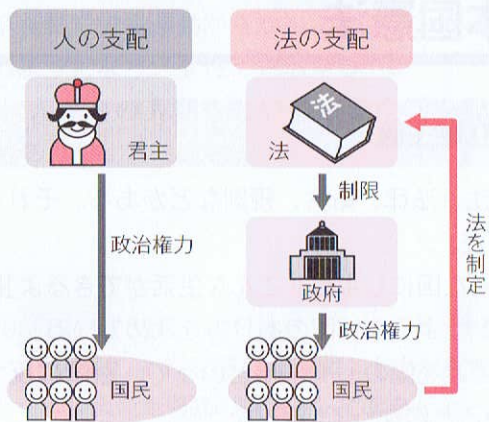 人の支配
君主
政治権力
国民
法の支配
法
法
制限
政府
政治権力
国民
法を制定